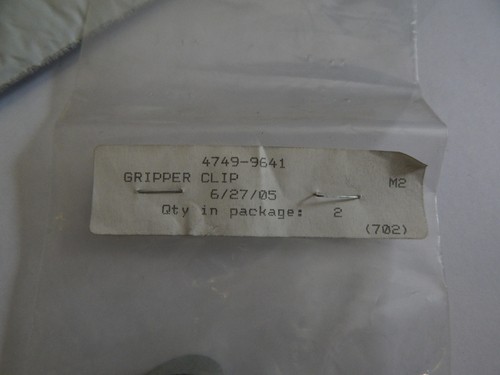 4749-9641
GRIPPER CLIP M2
6/27/05
Qty in package: 2
(702)